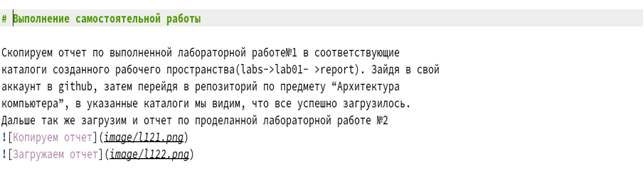 # Выполнение самостоятельной работы
Скопируем отчет по выполненной лабораторной работе№1 в соответствующие
каталоги созданного рабочего пространства(labs->lab01- >report). Зайдя в свой
аккаунт в github, затем перейдя в репозиторий по предмету “Архитектура
компьютера”, в указанные каталоги мы видим, что все успешно загрузилось.
Дальше так же загрузим и отчет по проделанной лабораторной работе №2
![Копируем отчет](image/l121.png)
![Загружаем отчет](image/l122.png)